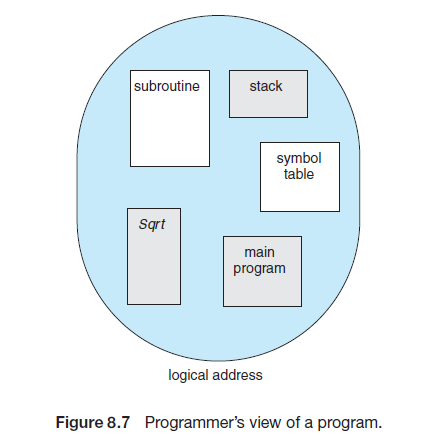 subroutine
stack
symbol
table
Sqrt
main
program
logical address
Figure 8.7 Programmer's view of a program.